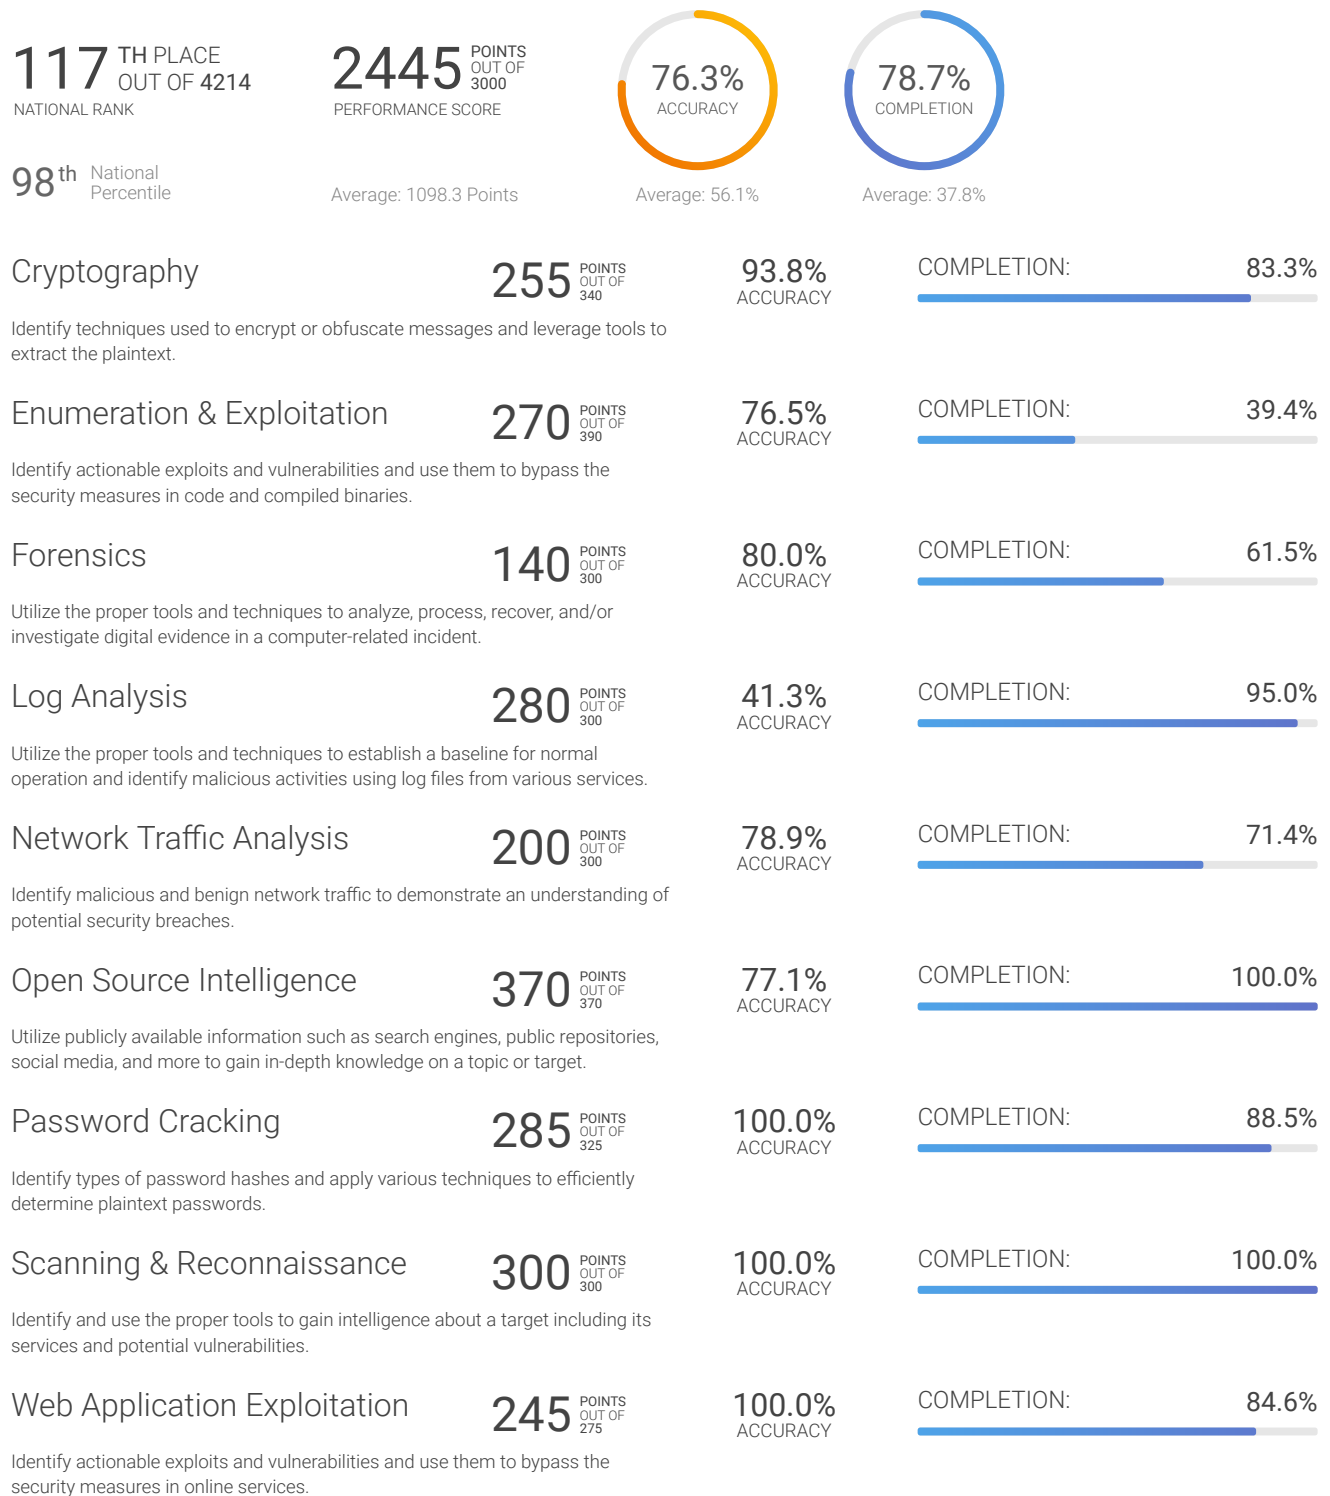 117 TH PLACE
OUT OF 4214
NATIONAL RANK
98th National
Percentile
2445 POINTS
OUT OF
3000
PERFORMANCE SCORE
Average: 1098.3 Points
76.3%
ACCURACY
Average: 56.1%
78.7%
COMPLETION
Average: 37.8%
Cryptography
255 POINTS
OUT OF
340
93.8%
ACCURACY
COMPLETION: 83.3%
Identify techniques used to encrypt or obfuscate messages and leverage tools to
extract the plaintext.
Enumeration & Exploitation
270 POINTS
OUT OF
390
76.5%
ACCURACY
COMPLETION: 39.4%
Identify actionable exploits and vulnerabilities and use them to bypass the
security measures in code and compiled binaries.
Forensics
140 POINTS
OUT OF
300
80.0%
ACCURACY
COMPLETION: 61.5%
Utilize the proper tools and techniques to analyze, process, recover, and/or
investigate digital evidence in a computer-related incident.
Log Analysis
280 POINTS
OUT OF
300
41.3%
ACCURACY
COMPLETION: 95.0%
Utilize the proper tools and techniques to establish a baseline for normal
operation and identify malicious activities using log files from various services.
Network Traffic Analysis
200 POINTS
OUT OF
300
78.9%
ACCURACY
COMPLETION: 71.4%
Identify malicious and benign network traffic to demonstrate an understanding of
potential security breaches.
Open Source Intelligence
370 POINTS
OUT OF
370
77.1%
ACCURACY
COMPLETION: 100.0%
Utilize publicly available information such as search engines, public repositories,
social media, and more to gain in-depth knowledge on a topic or target.
Password Cracking
285 POINTS
OUT OF
325
100.0%
ACCURACY
COMPLETION: 88.5%
Identify types of password hashes and apply various techniques to efficiently
determine plaintext passwords.
Scanning & Reconnaissance
300 POINTS
OUT OF
300
100.0%
ACCURACY
COMPLETION: 100.0%
Identify and use the proper tools to gain intelligence about a target including its
services and potential vulnerabilities.
Web Application Exploitation
245 POINTS
OUT OF
275
100.0%
ACCURACY
COMPLETION: 84.6%
Identify actionable exploits and vulnerabilities and use them to bypass the
security measures in online services.